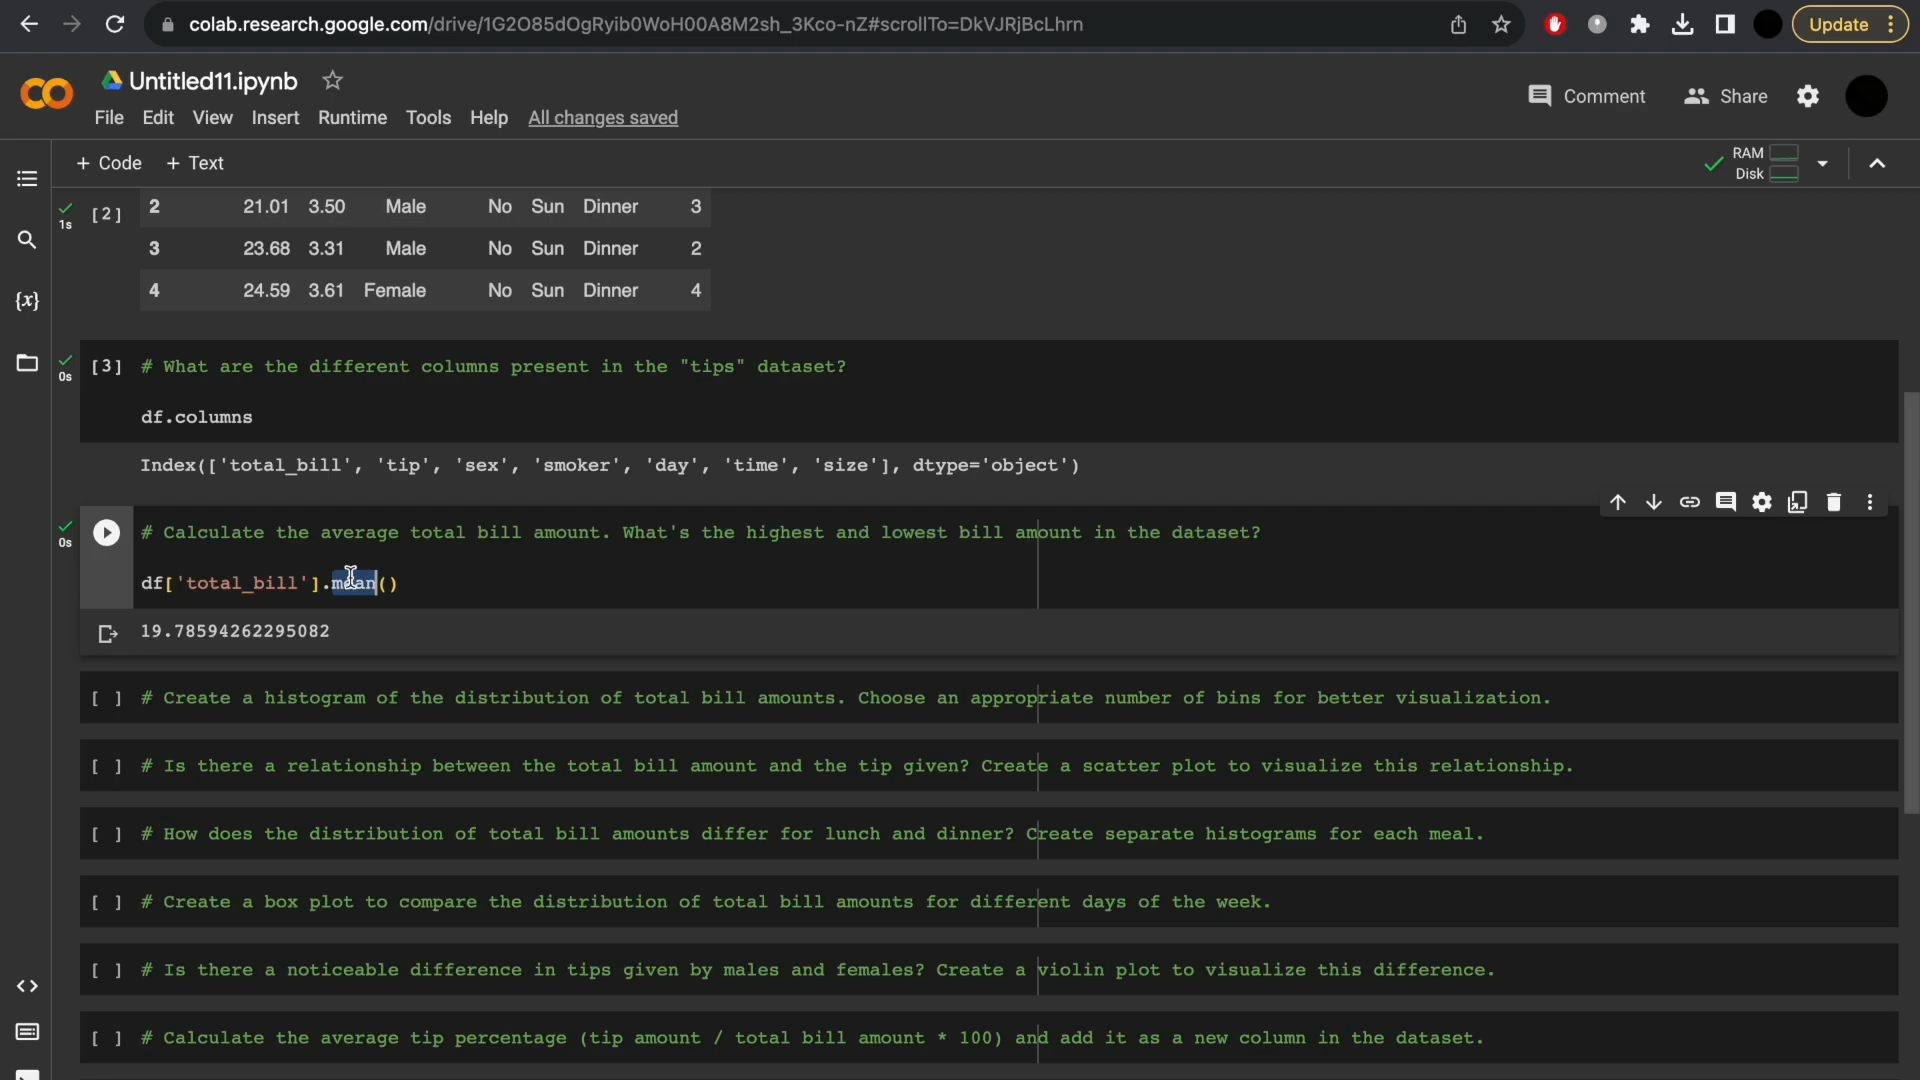 colab.research.google.com/drive/1G2O85dOgRyib0WoH00A8M2sh_3Kco-nZ#scrollTo=DkVJRjBcLhrn
Update
Untitled11.ipynb
File Edit View Insert Runtime Tools Help All changes saved
Comment
Share
+ Code + Text
RAM
Disk
1s
[2]
2 21.01 3.50 Male No Sun Dinner 3
3 23.68 3.31 Male No Sun Dinner 2
4 24.59 3.61 Female No Sun Dinner 4
0s
[3] # What are the different columns present in the "tips" dataset?
df.columns
Index(['total_bill', 'tip', 'sex', 'smoker', 'day', 'time', 'size'], dtype='object')
0s
# Calculate the average total bill amount. What's the highest and lowest bill amount in the dataset?
df['total_bill'].mean()
19.78594262295082
[ ] # Create a histogram of the distribution of total bill amounts. Choose an appropriate number of bins for better visualization.
[ ] # Is there a relationship between the total bill amount and the tip given? Create a scatter plot to visualize this relationship.
[ ] # How does the distribution of total bill amounts differ for lunch and dinner? Create separate histograms for each meal.
[ ] # Create a box plot to compare the distribution of total bill amounts for different days of the week.
[ ] # Is there a noticeable difference in tips given by males and females? Create a violin plot to visualize this difference.
[ ] # Calculate the average tip percentage (tip amount / total bill amount * 100) and add it as a new column in the dataset.